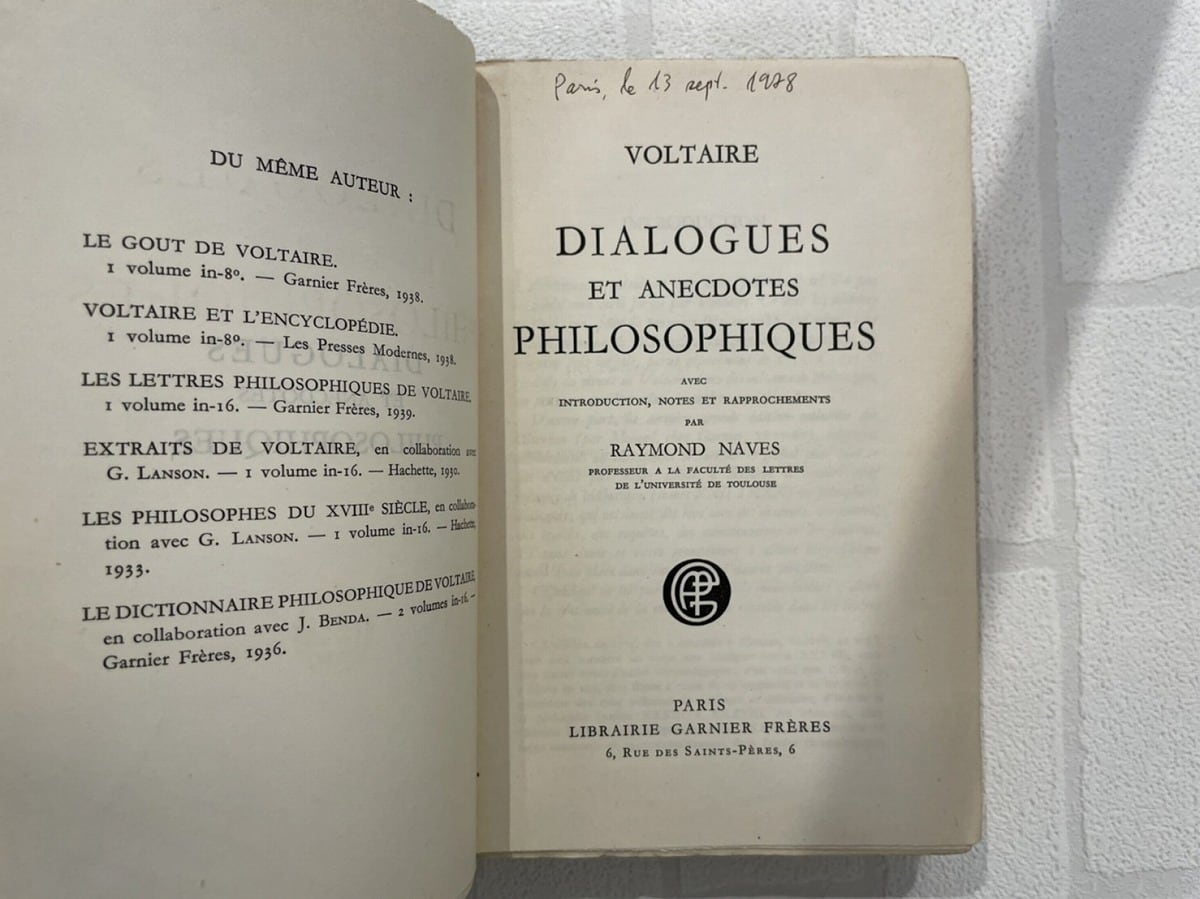 DU MÊME AUTEUR :
LE GOUT DE VOLTAIRE.
1 volume in-8º. — Garnier Frères, 1938.
VOLTAIRE ET L'ENCYCLOPÉDIE.
1 volume in-8º. — Les Presses Modernes, 1938.
LES LETTRES PHILOSOPHIQUES DE VOLTAIRE.
1 volume in-16. — Garnier Frères, 1939.
EXTRAITS DE VOLTAIRE, en collaboration avec
G. LANSON. — 1 volume in-16. — Hachette, 1930.
LES PHILOSOPHES DU XVIIIe SIÈCLE, en collabora-
tion avec G. LANSON. — 1 volume in-16. — Hachette,
1933.
LE DICTIONNAIRE PHILOSOPHIQUE DE VOLTAIRE,
en collaboration avec J. BENDA. — 2 volumes in-16. —
Garnier Frères, 1936.
Paris, le 13 sept. 1978
VOLTAIRE
DIALOGUES
ET ANECDOTES
PHILOSOPHIQUES
AVEC
INTRODUCTION, NOTES ET RAPPROCHEMENTS
PAR
RAYMOND NAVES
PROFESSEUR A LA FACULTÉ DES LETTRES
DE L'UNIVERSITÉ DE TOULOUSE
PARIS
LIBRAIRIE GARNIER FRÈRES
6, RUE DES SAINTS-PÈRES, 6